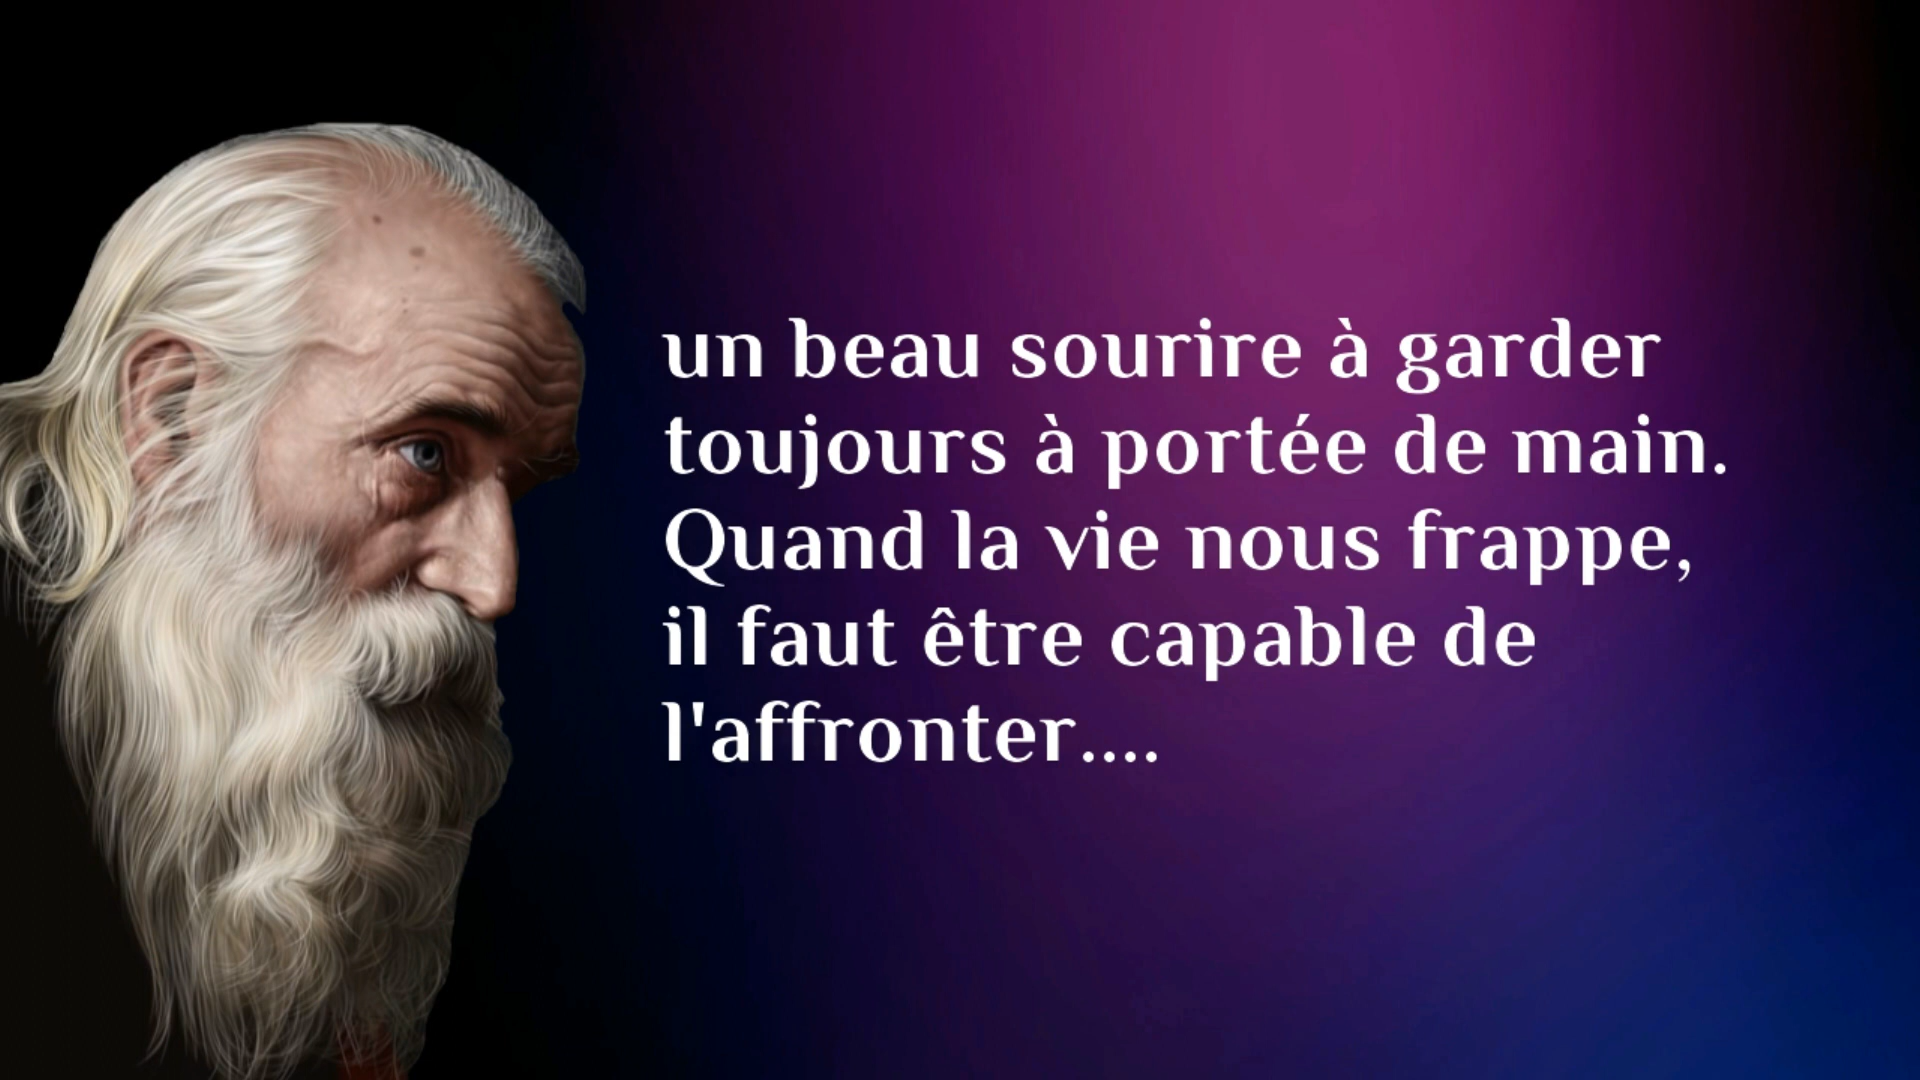 un beau sourire à garder
toujours à portée de main.
Quand la vie nous frappe,
il faut être capable de
l'affronter....